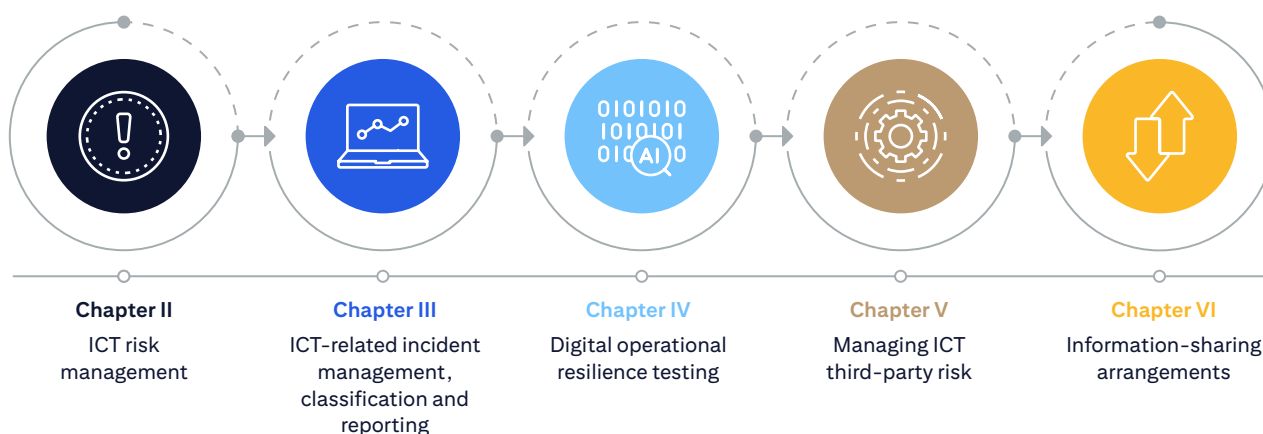 0101010
1010101
010
0
AI
Chapter II
ICT risk
management
Chapter III
ICT-related incident
management,
classification and
reporting
Chapter IV
Digital operational
resilience testing
Chapter V
Managing ICT
third-party risk
Chapter VI
Information-sharing
arrangements